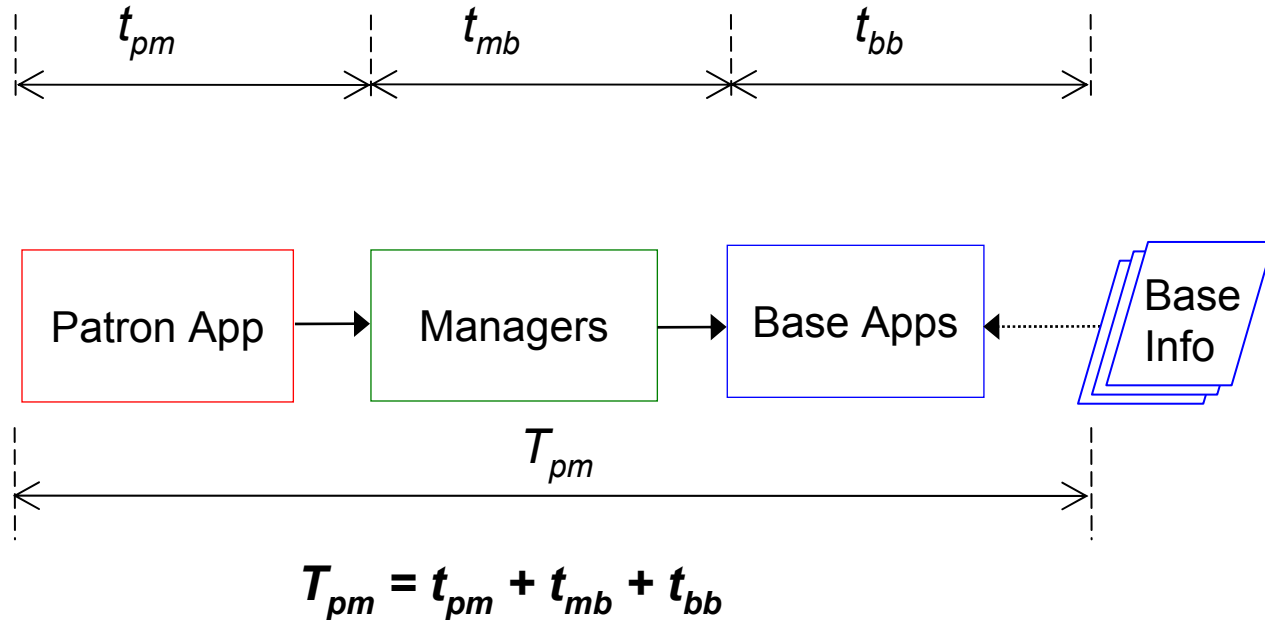 t_pm t_mb t_bb
Patron App Managers Base Apps Base
Info
T_pm
T_pm = t_pm + t_mb + t_bb